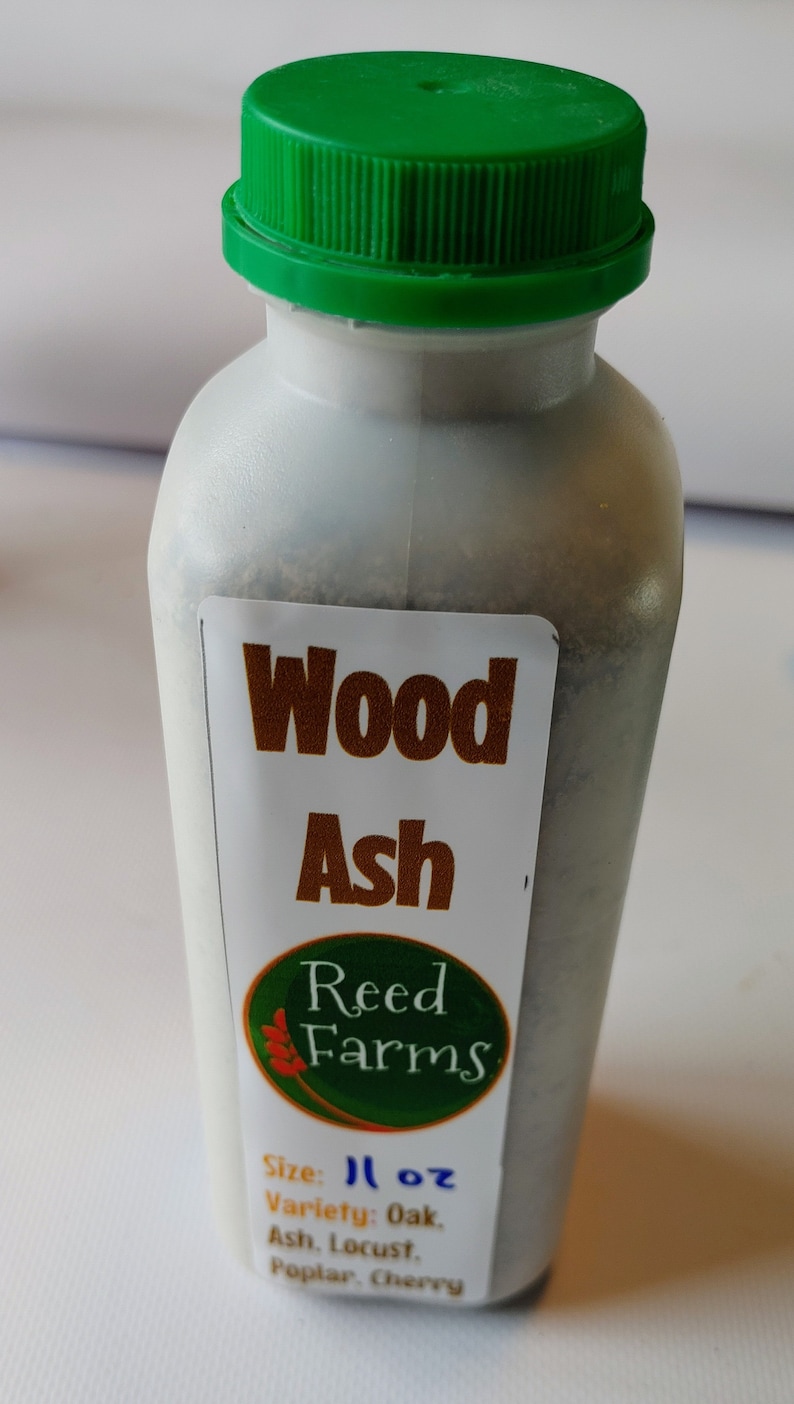 Wood
Ash
Reed
Farms
Size: 11 oz
Variety: Oak,
Ash, Locust,
Poplar, Cherry